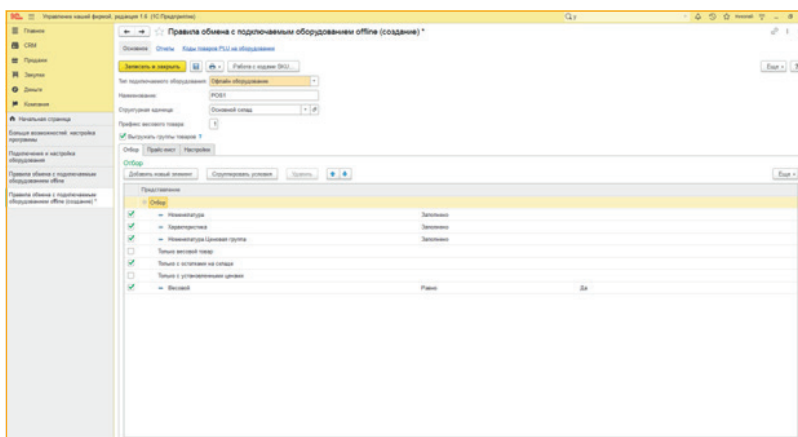 1С Управление нашей фирмой, редакция 1.6 (1С:Предприятие)
Главное
CRM
Продажи
Закупки
Деньги
Компания
Начальная страница
Больше возможностей: настройка
программы
Подключение и настройка
оборудования
Правила обмена с подключаемым
оборудованием offline
Правила обмена с подключаемым
оборудованием offline (создание) *
Правила обмена с подключаемым оборудованием offline (создание) *
Основное Отчеты Коды товаров PLU на оборудовании
Записать и закрыть Работа с кодами SKU... Еще ?
Тип подключаемого оборудования: Офлайн оборудование
Наименование: POS1
Структурная единица: Основной склад
Префикс весового товара: 1
Выгружать группы товаров ?
Отбор Прайс-лист Настройки
Отбор
Добавить новый элемент Сгруппировать условия Удалить Еще
Представление
Отбор
Номенклатура Заполнено
Характеристика Заполнено
Номенклатура.Ценовая группа Заполнено
Только весовой товар
Только с остатками на складе
Только с установленными ценами
Весовой Равно Да